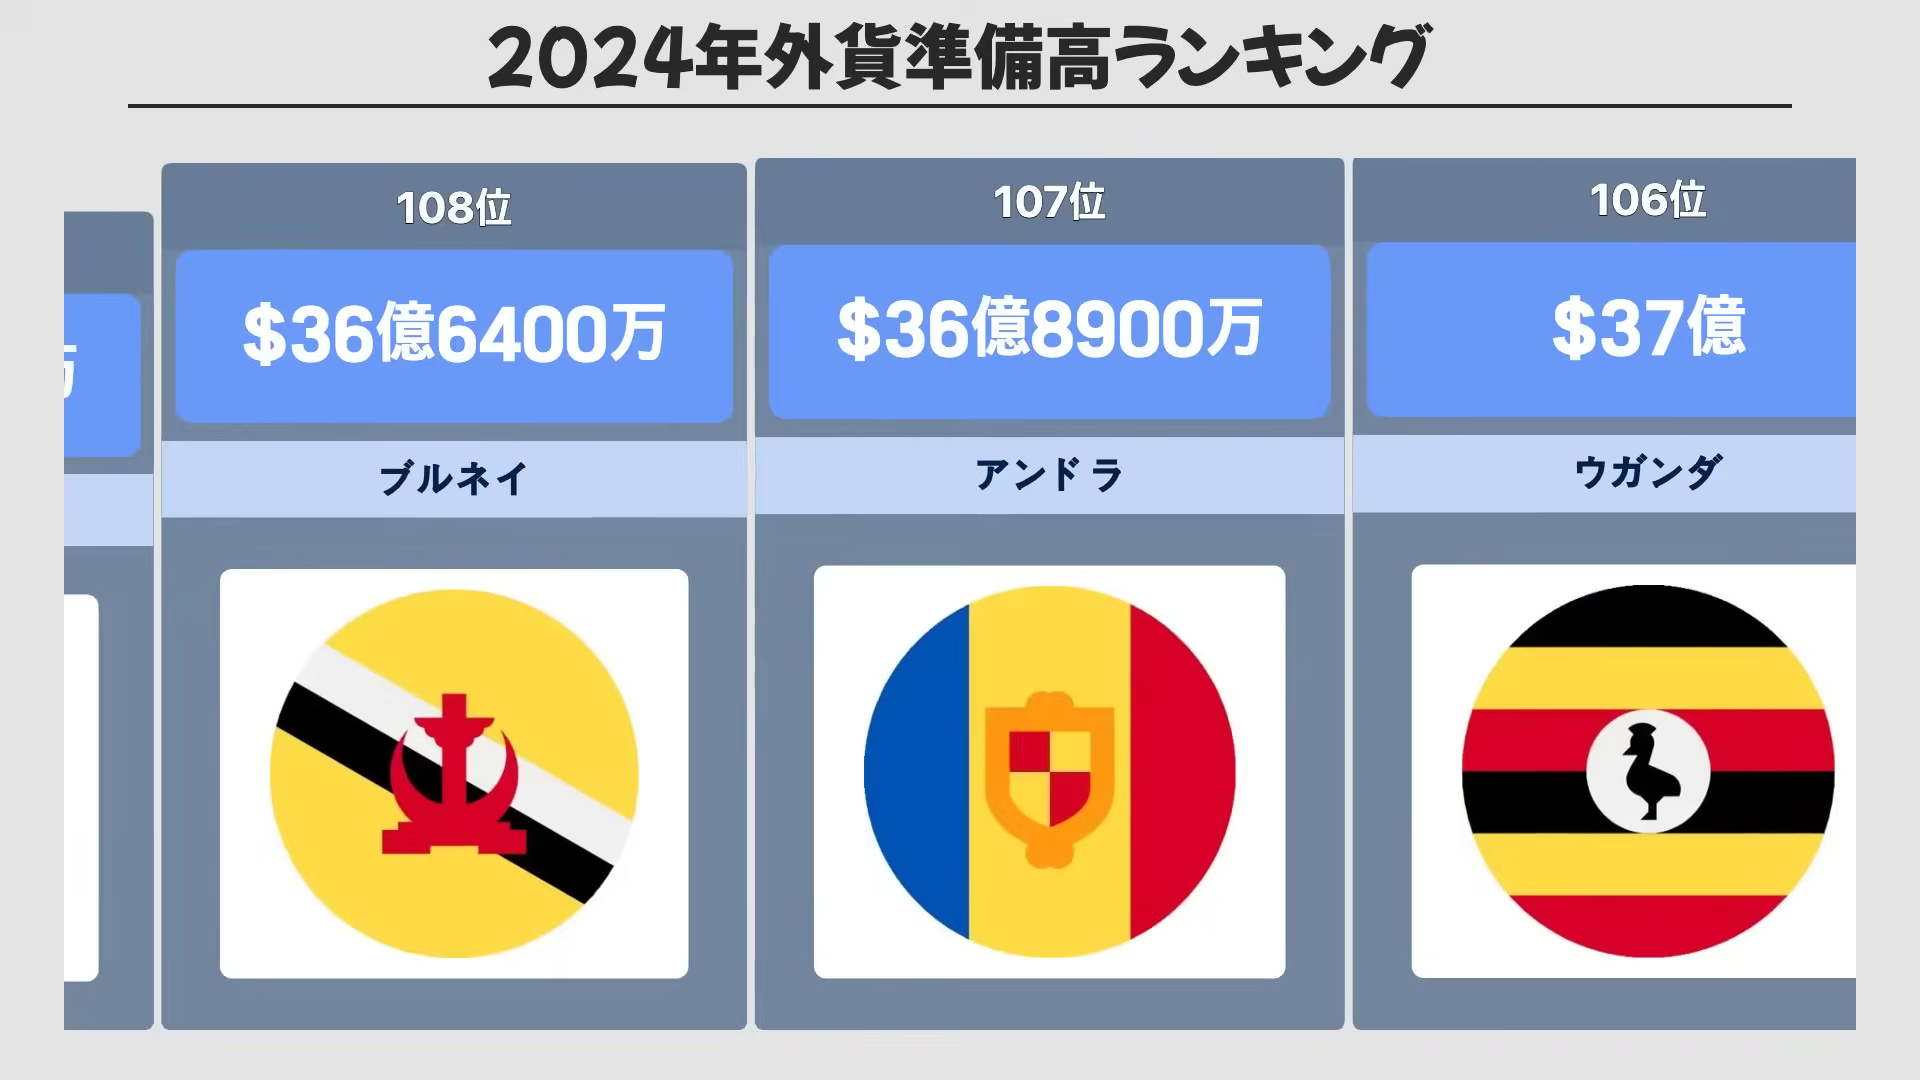 2024年外貨準備高ランキング
108位
$36億6400万
ブルネイ
107位
$36億8900万
アンドラ
106位
$37億
ウガンダ
万